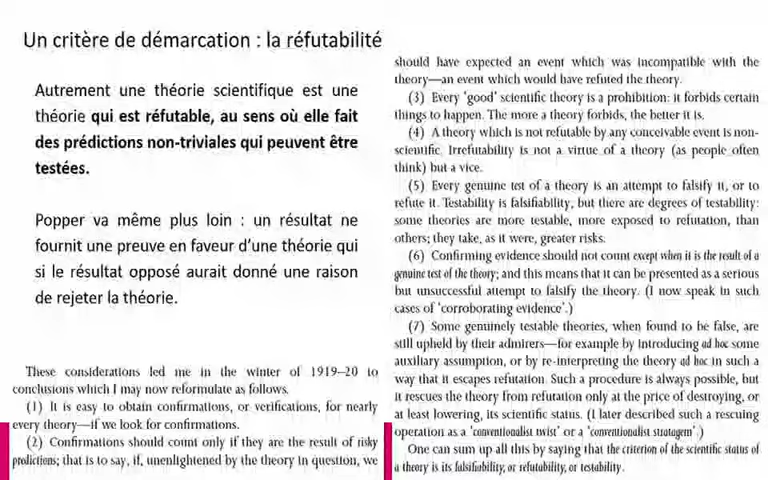 Un critère de démarcation : la réfutabilité
Autrement une théorie scientifique est une
théorie qui est réfutable, au sens où elle fait
des prédictions non-triviales qui peuvent être
testées.
Popper va même plus loin : un résultat ne
fournit une preuve en faveur d'une théorie qui
si le résultat opposé aurait donné une raison
de rejeter la théorie.
These considerations led me in the winter of 1919–20 to
conclusions which I may now reformulate as follows.
(1) It is easy to obtain confirmations, or verifications, for nearly
every theory—if we look for confirmations.
(2) Confirmations should count only if they are the result of risky
predictions; that is to say, if, unenlightened by the theory in question, we
should have expected an event which was incompatible with the
theory—an event which would have refuted the theory.
(3) Every 'good' scientific theory is a prohibition: it forbids certain
things to happen. The more a theory forbids, the better it is.
(4) A theory which is not refutable by any conceivable event is non-
scientific. Irrefutability is not a virtue of a theory (as people often
think) but a vice.
(5) Every genuine test of a theory is an attempt to falsify it, or to
refute it. Testability is falsifiability; but there are degrees of testability:
some theories are more testable, more exposed to refutation, than
others; they take, as it were, greater risks.
(6) Confirming evidence should not count except when it is the result of a
genuine test of the theory; and this means that it can be presented as a serious
but unsuccessful attempt to falsify the theory. (I now speak in such
cases of 'corroborating evidence'.)
(7) Some genuinely testable theories, when found to be false, are
still upheld by their admirers—for example by introducing ad hoc some
auxiliary assumption, or by re-interpreting the theory ad hoc in such a
way that it escapes refutation. Such a procedure is always possible, but
it rescues the theory from refutation only at the price of destroying, or
at least lowering, its scientific status. (I later described such a rescuing
operation as a 'conventionalist twist' or a 'conventionalist stratagem'.)
One can sum up all this by saying that the criterion of the scientific status of
a theory is its falsifiability, or refutability, or testability.